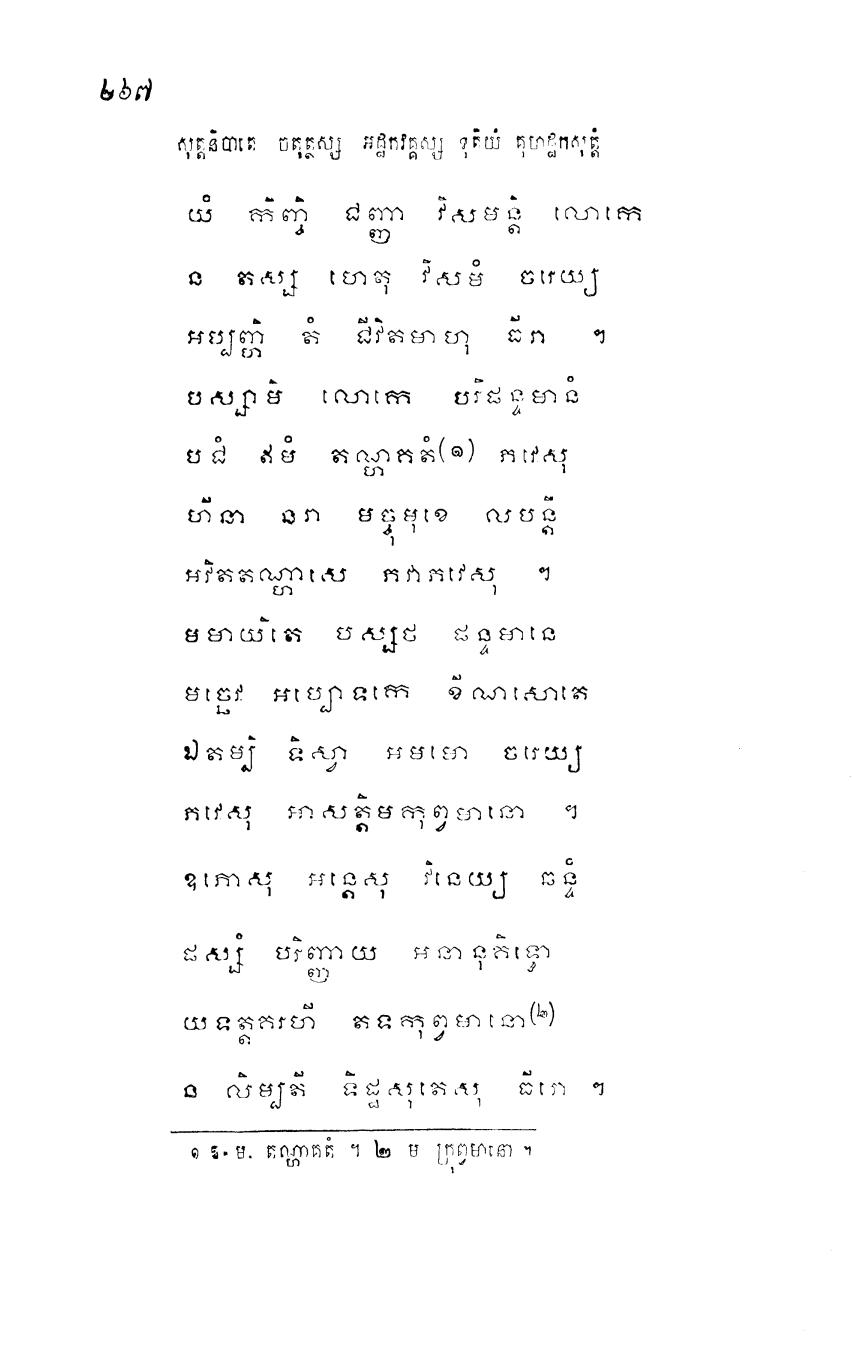 ២៦៧
សុត្តនិបាតេ ចតុត្ថស្ស អដ្ឋកវគ្គស្ស ទុតិយំ គុហដ្ឋកសុត្តំ
យំ កិញ្ចិ ជញ្ញា វិសមន្តិ លោកេ
ន តស្ស ហេតុ វិសមំ ចរេយ្យ
អប្បញ្ហិ តំ ជីវិតមាហុ ធីរា ។
បស្សាមិ លោកេ បរិផន្ទមានំ
បជំ ឥមំ តណ្ហកតំ(១) ភវេសុ
ហីនា នរា មច្ចុមុខេ លបន្តិ
អវិតតណ្ហាសេ ភវាភវេសុ ។
មមាយិតេ បស្សថ ផន្ទមានេ
មច្ឆេវ អប្បោទកេ ខីណសោតេ
ឯតម្បិ ទិស្វា អមមោ ចរេយ្យ
ភវេសុ អាសត្តិមកុព្វមានោ ។
ឧភោសុ អន្តេសុ វិនេយ្យ ឆន្ទំ
ផស្សំ បរិញ្ញាយ អនានុគិទ្ធោ
យទត្តគរហី តទកុព្វមានោ(២)
ន លិម្បតី ទិដ្ឋសុតេសុ ធីរោ ។
១ ឱ. ម. តណ្ហាគតំ ។ ២ ម ក្រុព្វមានោ ។